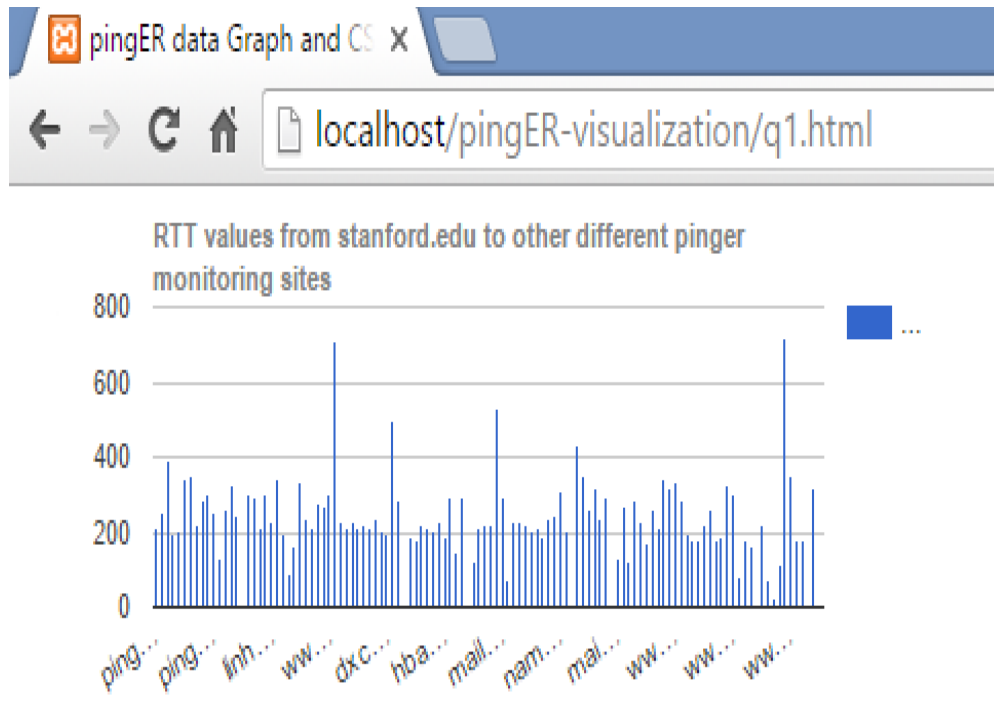 pingER data Graph and CS
localhost/pingER-visualization/q1.html
RTT values from stanford.edu to other different pinger
monitoring sites
800
600
400
200
0
...
ping...
ping...
linh...
ww...
dxc...
hba...
mail...
nam...
mai...
ww...
ww...
ww...